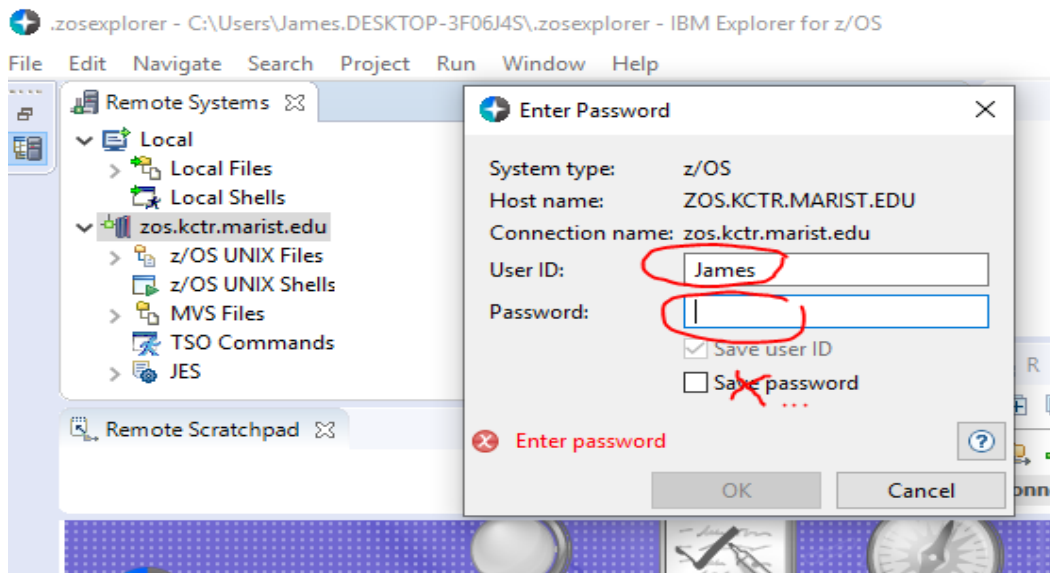 .zosexplorer - C:\Users\James.DESKTOP-3F06J4S\.zosexplorer - IBM Explorer for z/OS
File Edit Navigate Search Project Run Window Help
Remote Systems
Local
Local Files
Local Shells
zos.kctr.marist.edu
z/OS UNIX Files
z/OS UNIX Shells
MVS Files
TSO Commands
JES
Remote Scratchpad
Enter Password
System type: z/OS
Host name: ZOS.KCTR.MARIST.EDU
Connection name: zos.kctr.marist.edu
User ID: James
Password:
Save user ID
Save password
Enter password
OK Cancel
R
onn